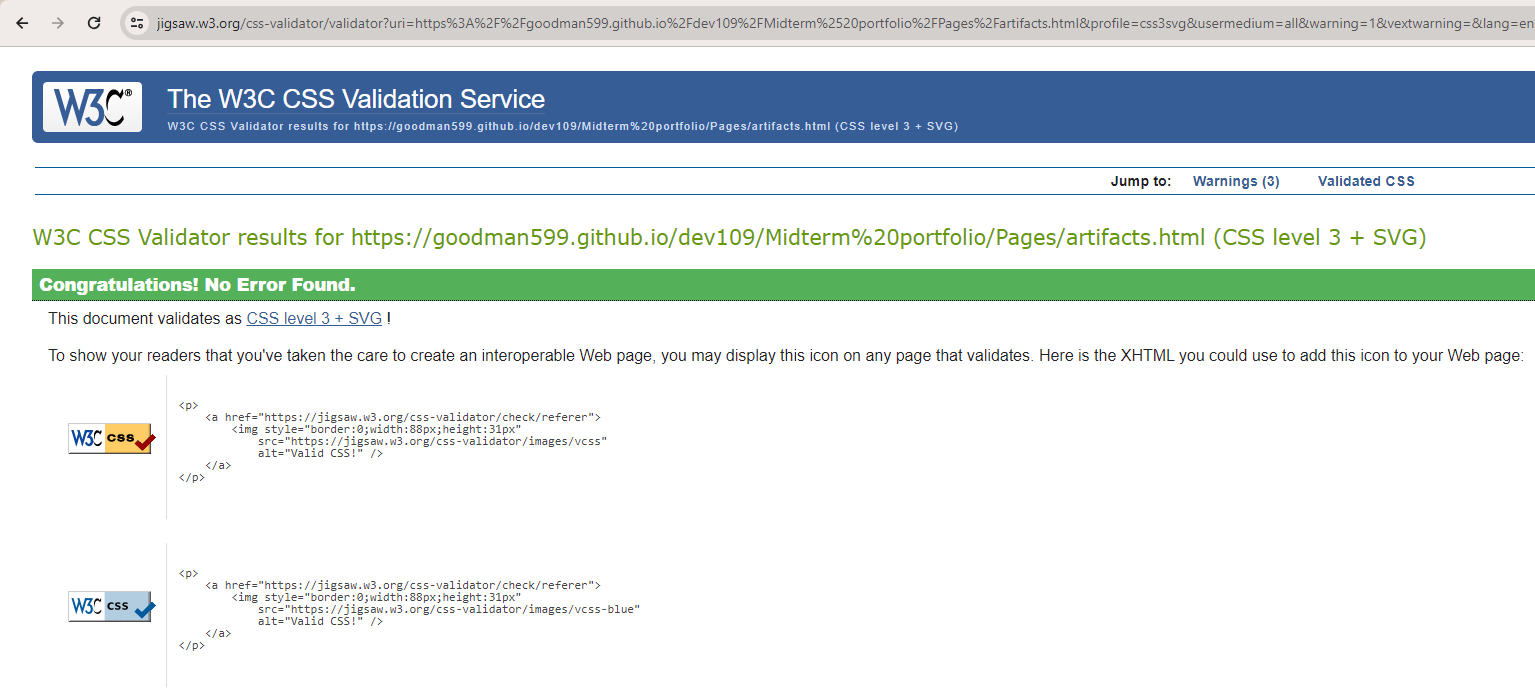 jigsaw.w3.org/css-validator/validator?uri=https%3A%2F%2Fgoodman599.github.io%2Fdev109%2FMidterm%2520portfolio%2FPages%2Fartifacts.html&profile=css3svg&usermedium=all&warning=1&vextwarning=&lang=en
W3C® The W3C CSS Validation Service
W3C CSS Validator results for https://goodman599.github.io/dev109/Midterm%20portfolio/Pages/artifacts.html (CSS level 3 + SVG)
Jump to: Warnings (3) Validated CSS
W3C CSS Validator results for https://goodman599.github.io/dev109/Midterm%20portfolio/Pages/artifacts.html (CSS level 3 + SVG)
Congratulations! No Error Found.
This document validates as CSS level 3 + SVG !
To show your readers that you've taken the care to create an interoperable Web page, you may display this icon on any page that validates. Here is the XHTML you could use to add this icon to your Web page:
W3C css
<p>
<a href="https://jigsaw.w3.org/css-validator/check/referer">
<img style="border:0;width:88px;height:31px"
src="https://jigsaw.w3.org/css-validator/images/vcss"
alt="Valid CSS!" />
</a>
</p>
W3C css
<p>
<a href="https://jigsaw.w3.org/css-validator/check/referer">
<img style="border:0;width:88px;height:31px"
src="https://jigsaw.w3.org/css-validator/images/vcss-blue"
alt="Valid CSS!" />
</a>
</p>